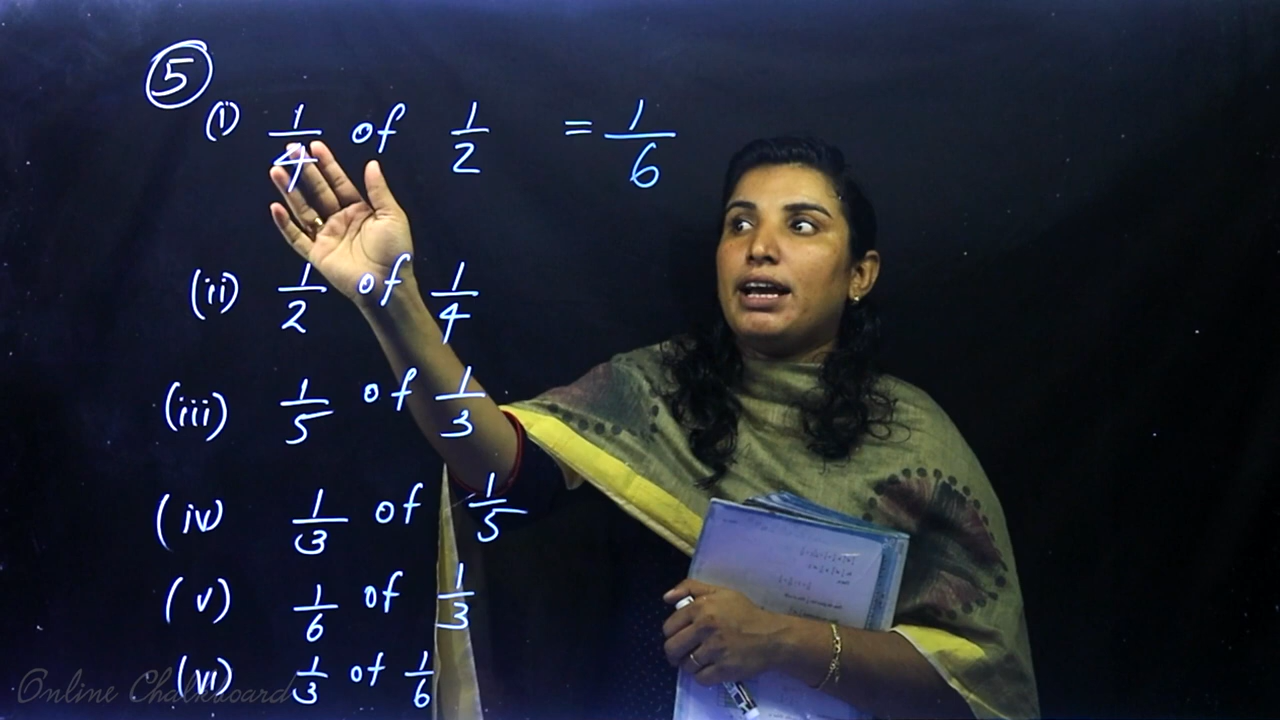 5
(i) 1/4 of 1/2 = 1/6
(ii) 1/2 of 1/4
(iii) 1/5 of 1/3
(iv) 1/3 of 1/5
(v) 1/6 of 1/3
(vi) 1/3 of 1/6
Online Chalkboard